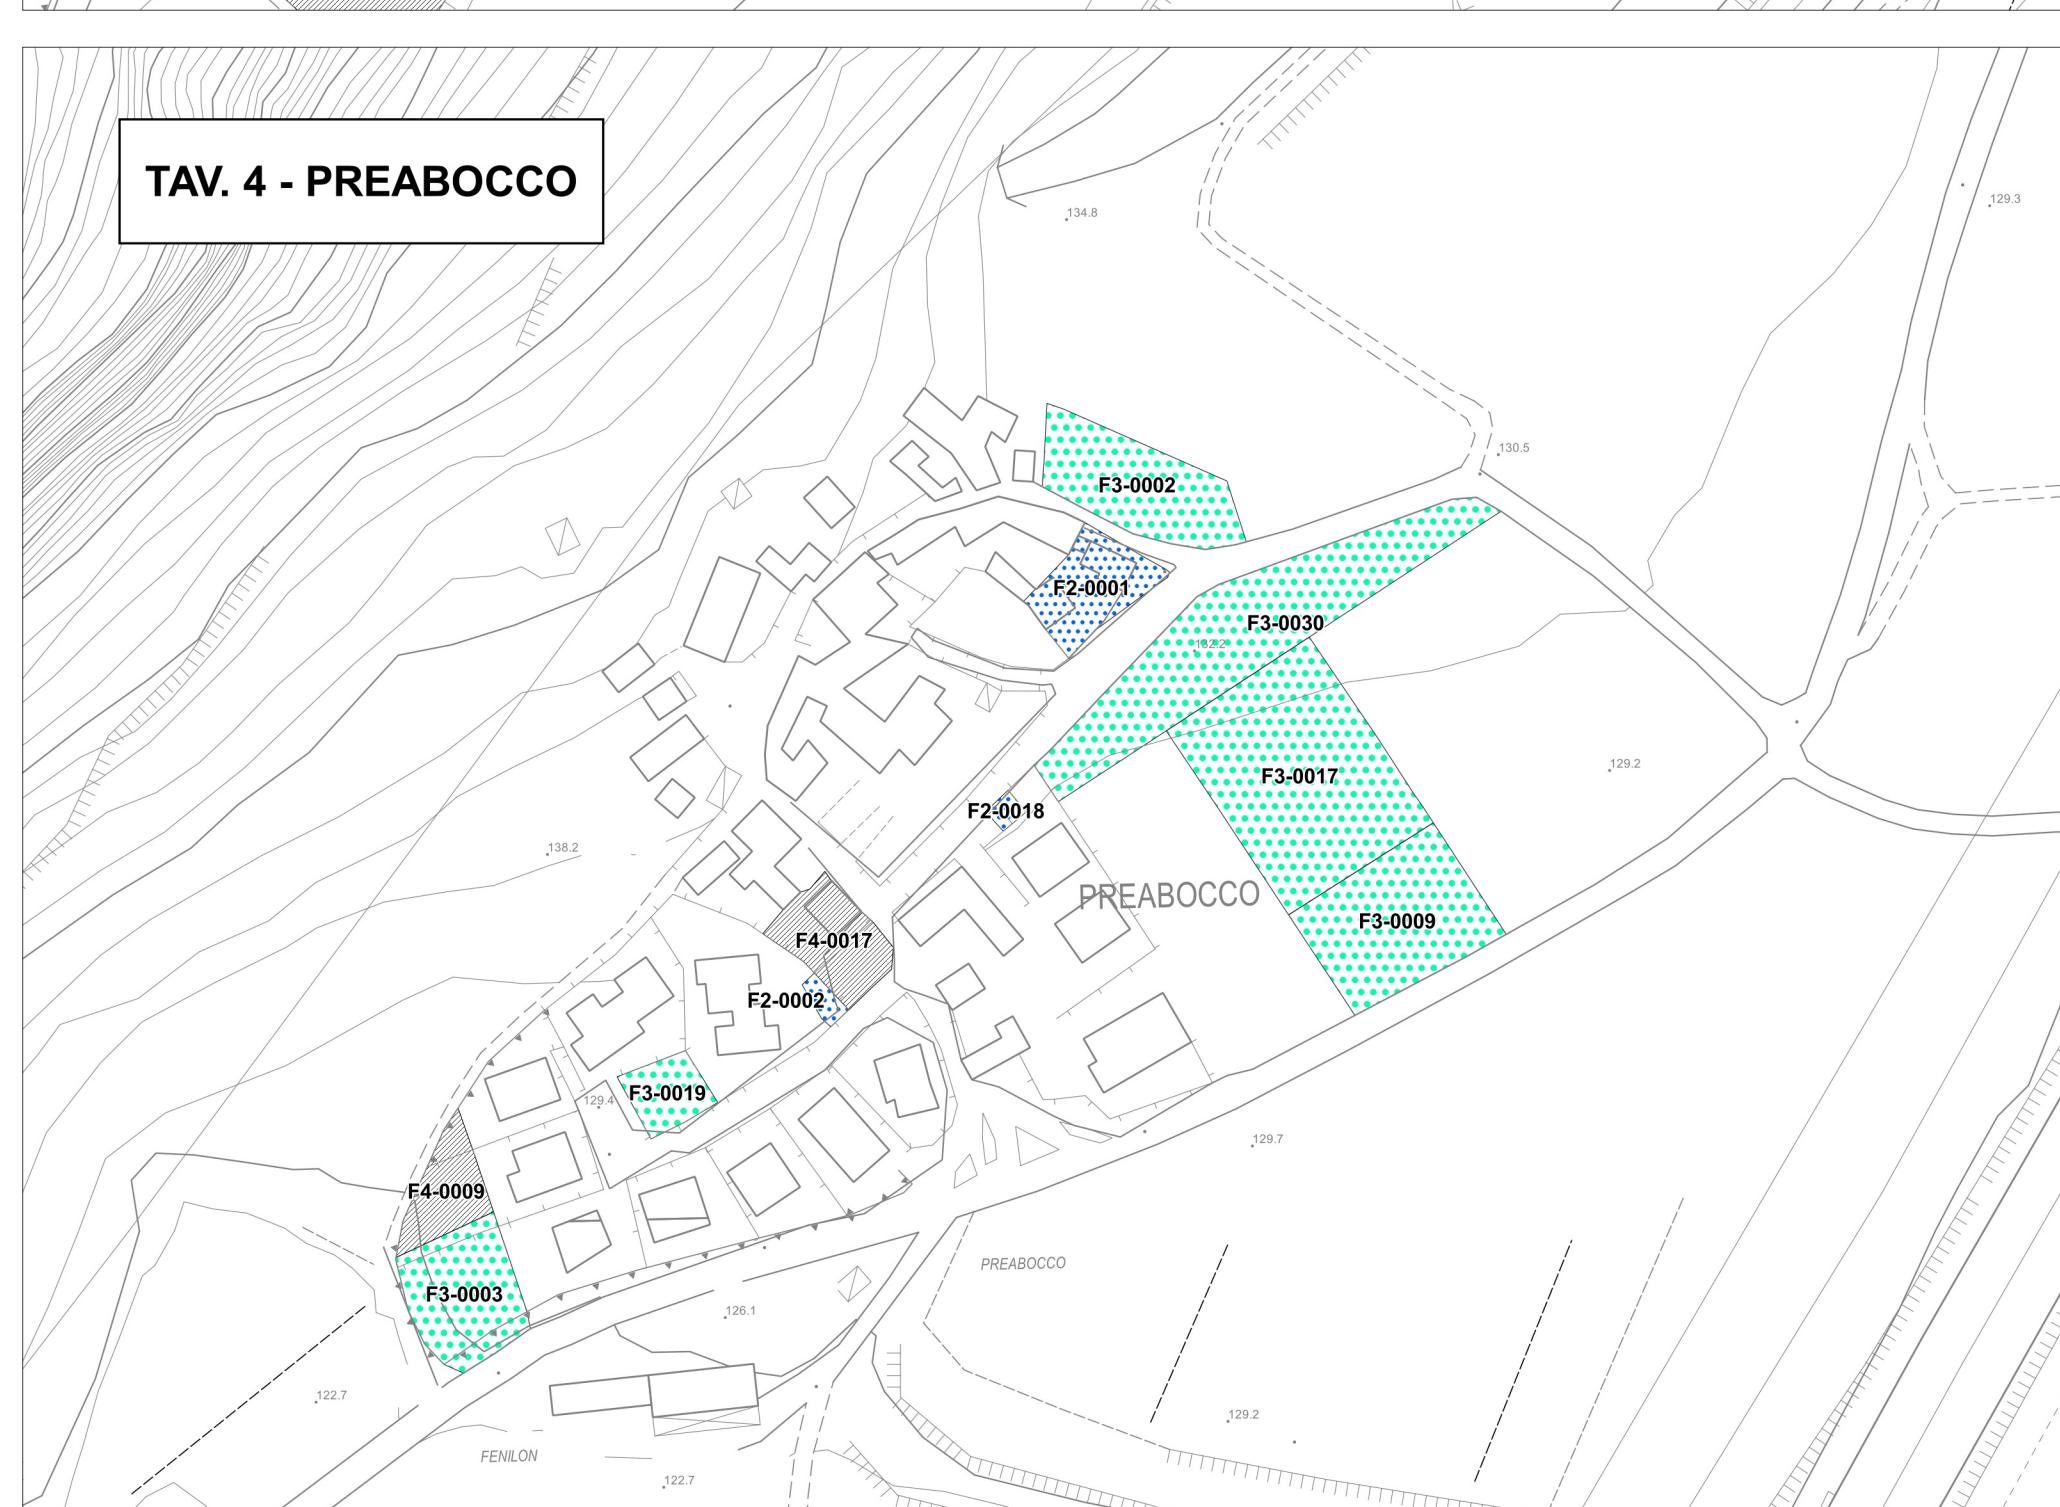 TAV. 4 - PREABOCCO
129.3
134.8
130.5
F3-0002
F2-0001
F3-0030
132.2
129.2
F3-0017
F2-0018
138.2
PREABOCCO
F3-0009
F4-0017
F2-0002
F3-0019
129.4
129.7
F4-0009
PREABOCCO
F3-0003
126.1
122.7
129.2
FENILON
122.7